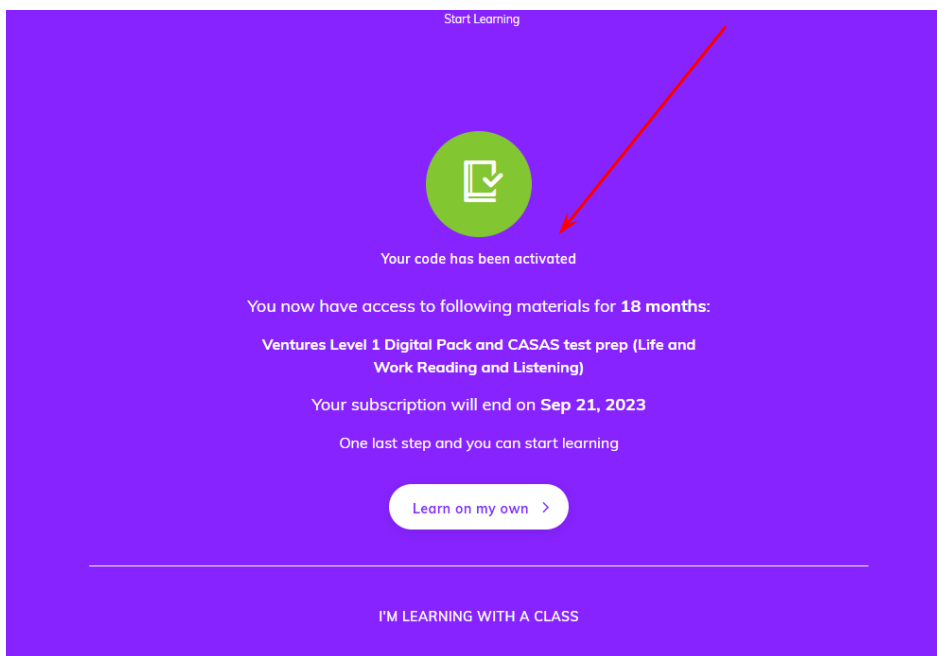 Start Learning
Your code has been activated
You now have access to following materials for 18 months:
Ventures Level 1 Digital Pack and CASAS test prep (Life and
Work Reading and Listening)
Your subscription will end on Sep 21, 2023
One last step and you can start learning
Learn on my own
I'M LEARNING WITH A CLASS